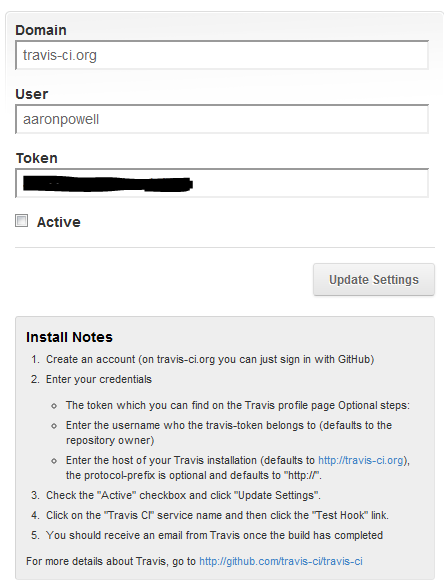 Domain
travis-ci.org
User
aaronpowell
Token
Active
Update Settings
Install Notes
1. Create an account (on travis-ci.org you can just sign in with GitHub)
2. Enter your credentials
The token which you can find on the Travis profile page Optional steps:
Enter the username who the travis-token belongs to (defaults to the
repository owner)
Enter the host of your Travis installation (defaults to http://travis-ci.org),
the protocol-prefix is optional and defaults to "http://".
3. Check the "Active" checkbox and click "Update Settings".
4. Click on the "Travis CI" service name and then click the "Test Hook" link.
5. You should receive an email from Travis once the build has completed
For more details about Travis, go to http://github.com/travis-ci/travis-ci